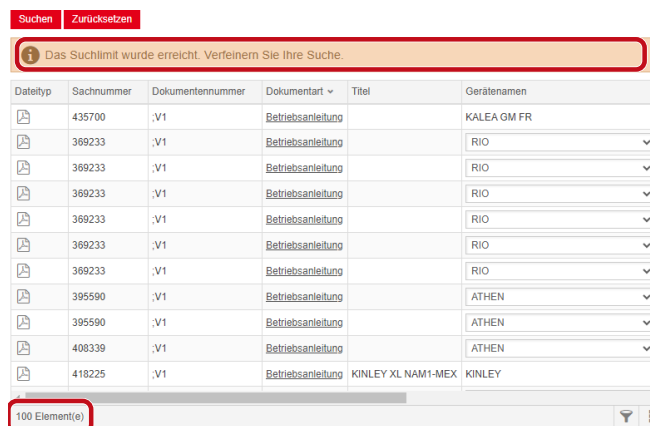 Suchen Zurücksetzen
Das Suchlimit wurde erreicht. Verfeinern Sie Ihre Suche.
Dateityp Sachnummer Dokumentennummer Dokumentart Titel Gerätenamen
435700 ;V1 Betriebsanleitung KALEA GM FR
369233 ;V1 Betriebsanleitung RIO
369233 ;V1 Betriebsanleitung RIO
369233 ;V1 Betriebsanleitung RIO
369233 ;V1 Betriebsanleitung RIO
369233 ;V1 Betriebsanleitung RIO
369233 ;V1 Betriebsanleitung RIO
395590 ;V1 Betriebsanleitung ATHEN
395590 ;V1 Betriebsanleitung ATHEN
408339 ;V1 Betriebsanleitung ATHEN
418225 ;V1 Betriebsanleitung KINLEY XL NAM1-MEX KINLEY
100 Element(e)